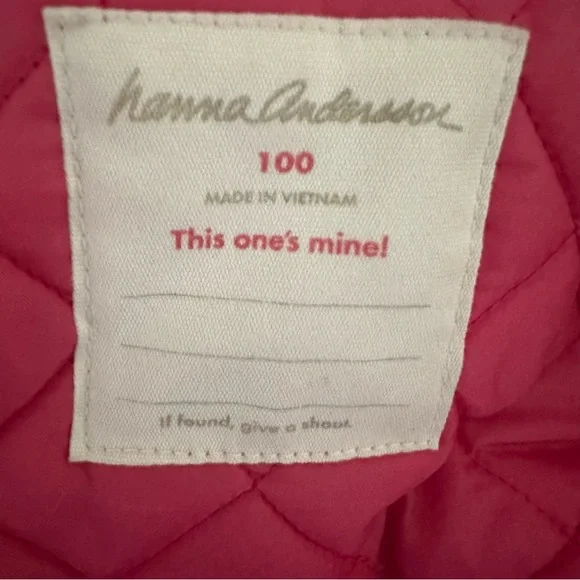 hanna Andersson
100
MADE IN VIETNAM
This one's mine!
If found, give a shout.